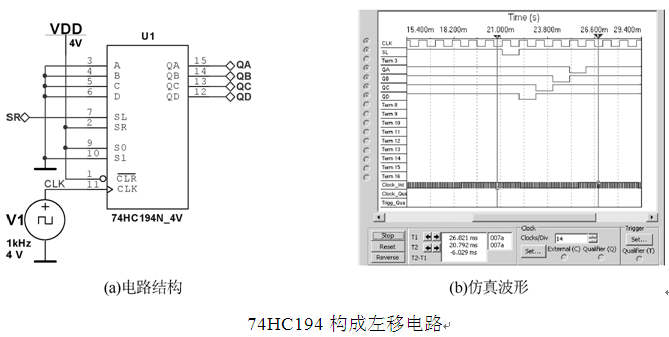 VDD
4V
U1
3 A QA 15 QA
4 B QB 14 QB
5 C QC 13 QC
6 D QD 12 QD
SR 7 SL
2 SR
9 S0
10 S1
1 CLR
CLK 11 CLK
V1
1kHz
4 V
74HC194N_4V
(a)电路结构
Time (s)
15.400m 18.200m 21.000m 23.800m 26.600m 29.400m
CLK
SL
Term 3
QA
QB
QC
QD
Term 8
Term 9
Term 10
Term 11
Term 12
Term 13
Term 14
Term 15
Term 16
Clock_Int
Clock_Qua
Trigg_Qua
Stop
Reset
Reverse
T1 26.821 ms 007a
T2 20.792 ms 007a
T2-T1 -6.029 ms
Clock
Clocks/Div 14
Set... External (C) Qualifier (Q)
Trigger
Set...
Qualifier (T)
(b)仿真波形
74HC194 构成左移电路